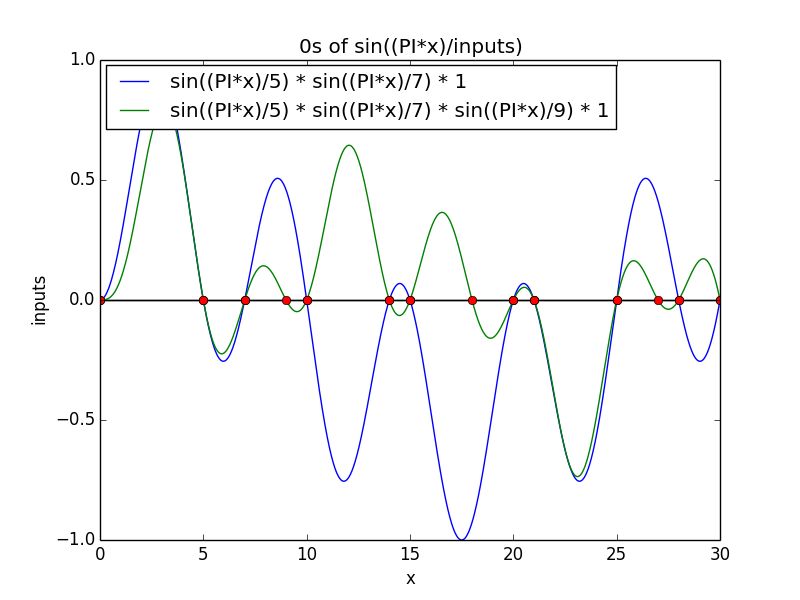 0s of sin((PI*x)/inputs)
1.0
sin((PI*x)/5) * sin((PI*x)/7) * 1
sin((PI*x)/5) * sin((PI*x)/7) * sin((PI*x)/9) * 1
0.5
inputs
0.0
−0.5
−1.0
0 5 10 15 20 25 30
x